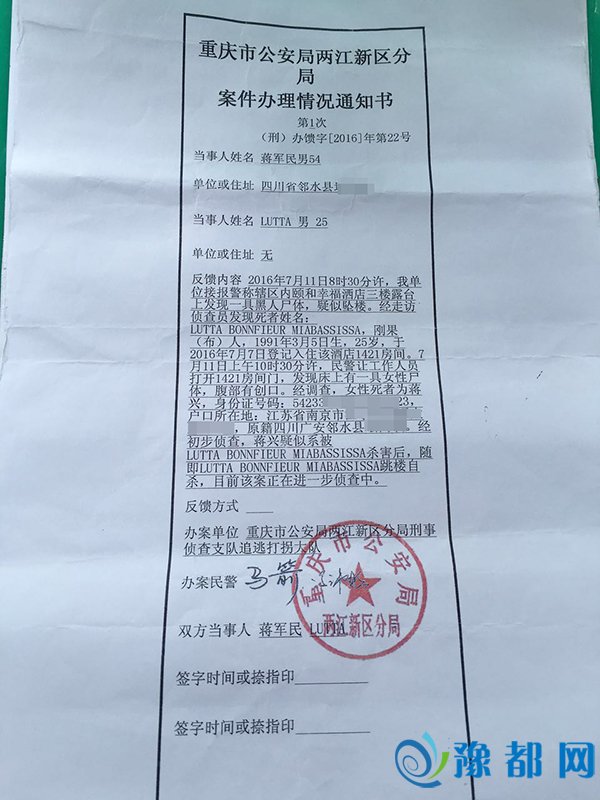 重庆市公安局两江新区分
局
案件办理情况通知书
第1次
（刑）办馈字[2016]年第22号
当事人姓名 蒋军民男54
单位或住址 四川省邻水县
当事人姓名 LUTTA 男 25
单位或住址 无
反馈内容 2016年7月11日8时30分许，我单
位接报警称辖区内颐和幸福酒店三楼露台
上发现一具黑人尸体，疑似坠楼。经走访
侦查员发现死者姓名：
LUTTA BONNFIEUR MIABASSISSA，刚果
（布）人，1991年3月5日生，25岁，于
2016年7月7日登记入住该酒店1421房间。7
月11日上午10时30分许，民警让工作人员
打开1421房间门，发现床上有一具女性尸
体，腹部有创口。经调查，女性死者为蒋
兴，身份证号码：54233 23，
户口所在地：江苏省南京市
，原籍四川广安邻水县 。经
初步侦查，蒋兴疑似系被
LUTTA BONNFIEUR MIABASSISSA杀害后，随
即LUTTA BONNFIEUR MIABASSISSA跳楼自
杀，目前该案正在进一步侦查中。
反馈方式
办案单位 重庆市公安局两江新区分局刑事
侦查支队追逃打拐大队
办案民警 马箭
双方当事人 蒋军民 LUTTA
重庆市公安局
两江新区分局
签字时间或捺指印
签字时间或捺指印
豫都网